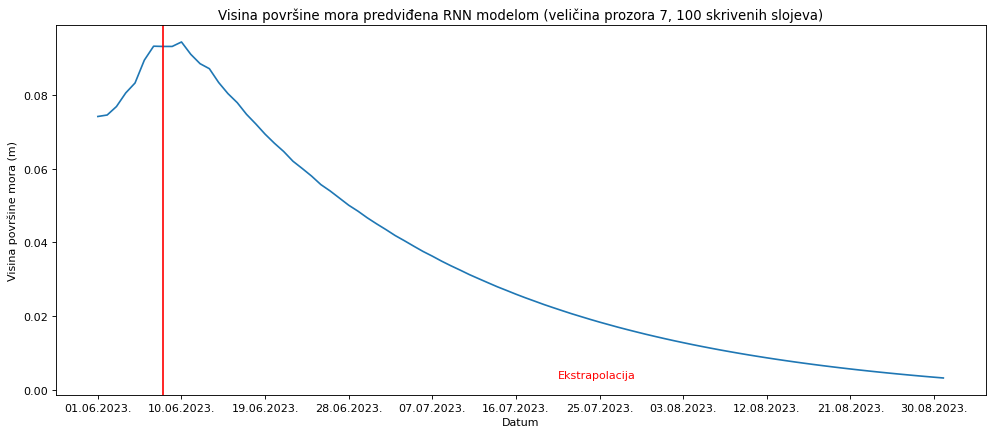 Visina površine mora predviđena RNN modelom (veličina prozora 7, 100 skrivenih slojeva)
Visina površine mora (m)
0.08
0.06
0.04
0.02
0.00
Ekstrapolacija
01.06.2023. 10.06.2023. 19.06.2023. 28.06.2023. 07.07.2023. 16.07.2023. 25.07.2023. 03.08.2023. 12.08.2023. 21.08.2023. 30.08.2023.
Datum